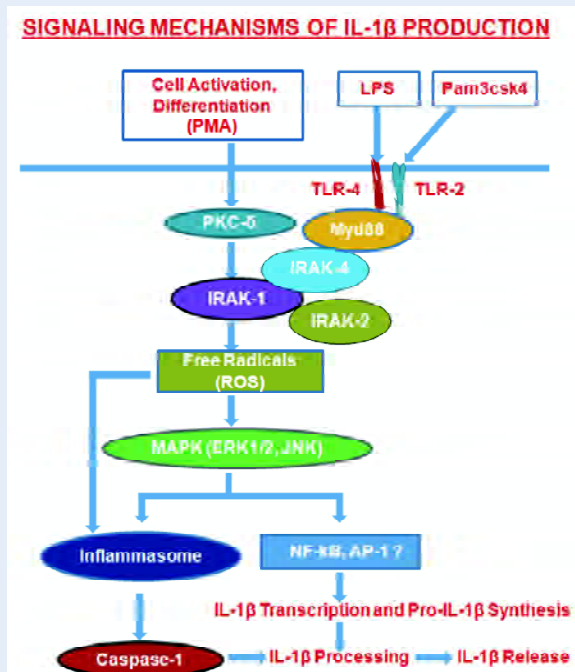 SIGNALING MECHANISMS OF IL-1β PRODUCTION
Cell Activation,
Differentiation
(PMA)
LPS
Pam3csk4
TLR-4
TLR-2
PKC-δ
Myd88
IRAK-4
IRAK-1
IRAK-2
Free Radicals
(ROS)
MAPK (ERK1/2, JNK)
Inflammasome
NF-kB, AP-1 ?
IL-1β Transcription and Pro-IL-1β Synthesis
Caspase-1
IL-1β Processing
IL-1β Release